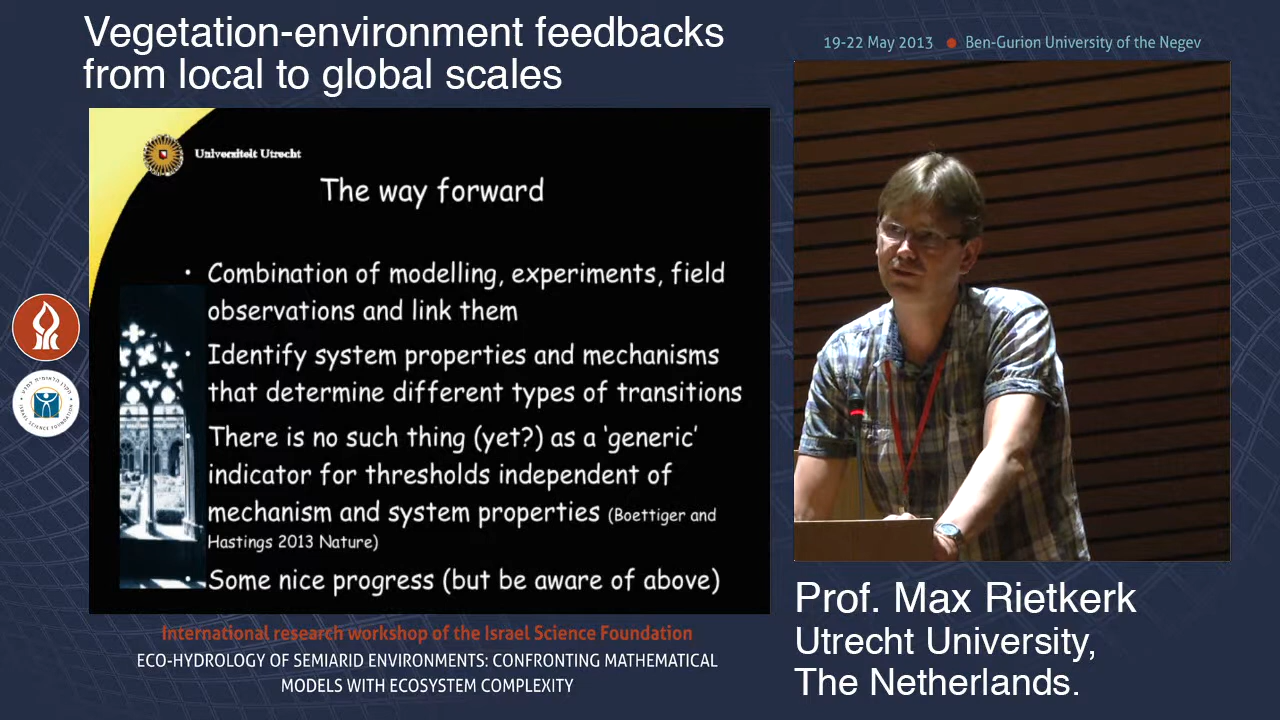 Vegetation-environment feedbacks
from local to global scales
19-22 May 2013 ● Ben-Gurion University of the Negev
Universiteit Utrecht
The way forward
• Combination of modelling, experiments, field
observations and link them
• Identify system properties and mechanisms
that determine different types of transitions
• There is no such thing (yet?) as a ‘generic’
indicator for thresholds independent of
mechanism and system properties (Boettiger and
Hastings 2013 Nature)
• Some nice progress (but be aware of above)
ISRAEL SCIENCE FOUNDATION
International research workshop of the Israel Science Foundation
ECO-HYDROLOGY OF SEMIARID ENVIRONMENTS: CONFRONTING MATHEMATICAL
MODELS WITH ECOSYSTEM COMPLEXITY
Prof. Max Rietkerk
Utrecht University,
The Netherlands.